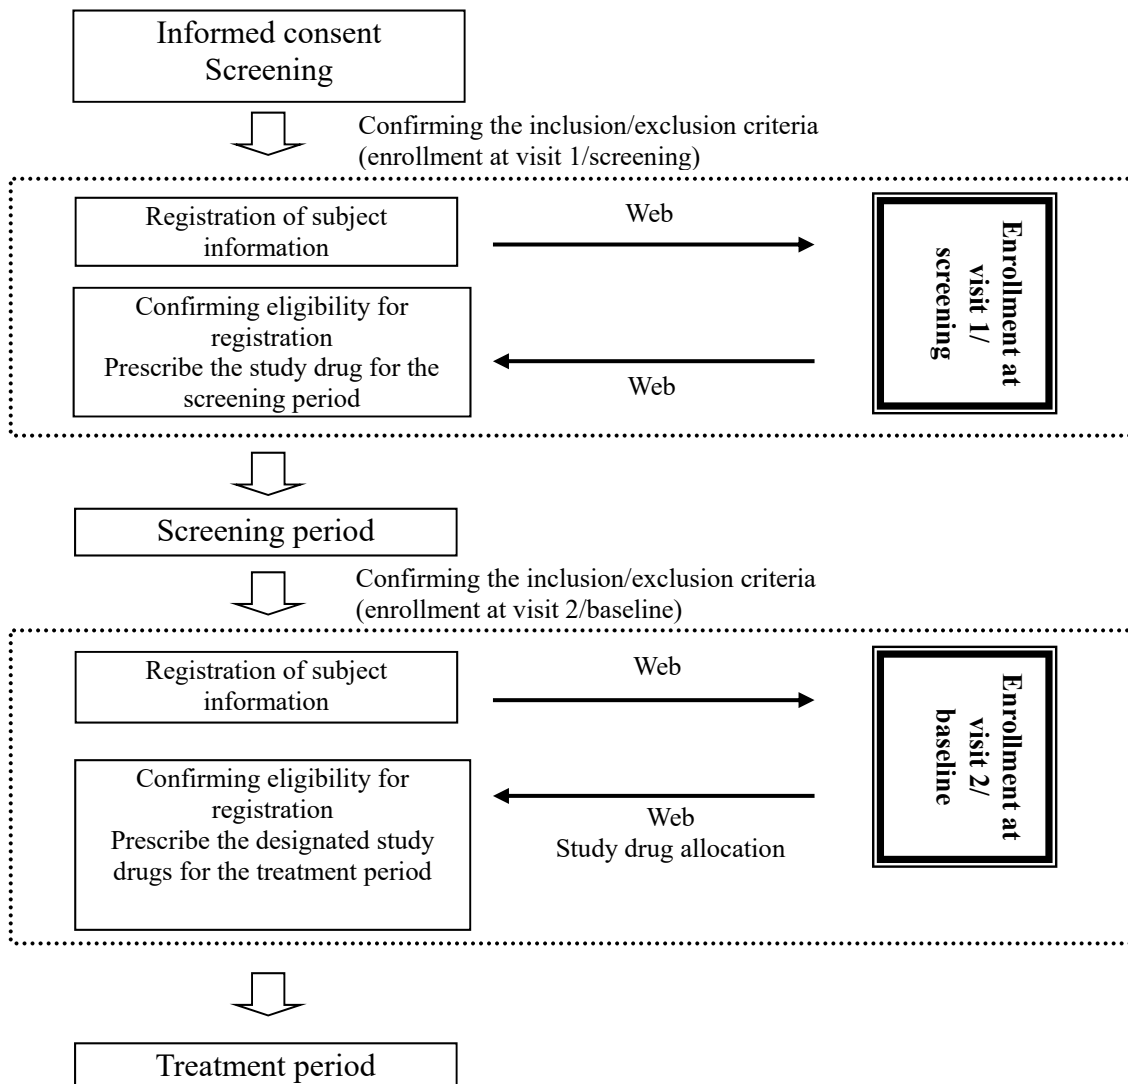 Informed consent
Screening
Confirming the inclusion/exclusion criteria
(enrollment at visit 1/screening)
Registration of subject
information
Web
Enrollment at
visit 1/
screening
Confirming eligibility for
registration
Prescribe the study drug for the
screening period
Web
Screening period
Confirming the inclusion/exclusion criteria
(enrollment at visit 2/baseline)
Registration of subject
information
Web
Enrollment at
visit 2/
baseline
Confirming eligibility for
registration
Prescribe the designated study
drugs for the treatment period
Web
Study drug allocation
Treatment period